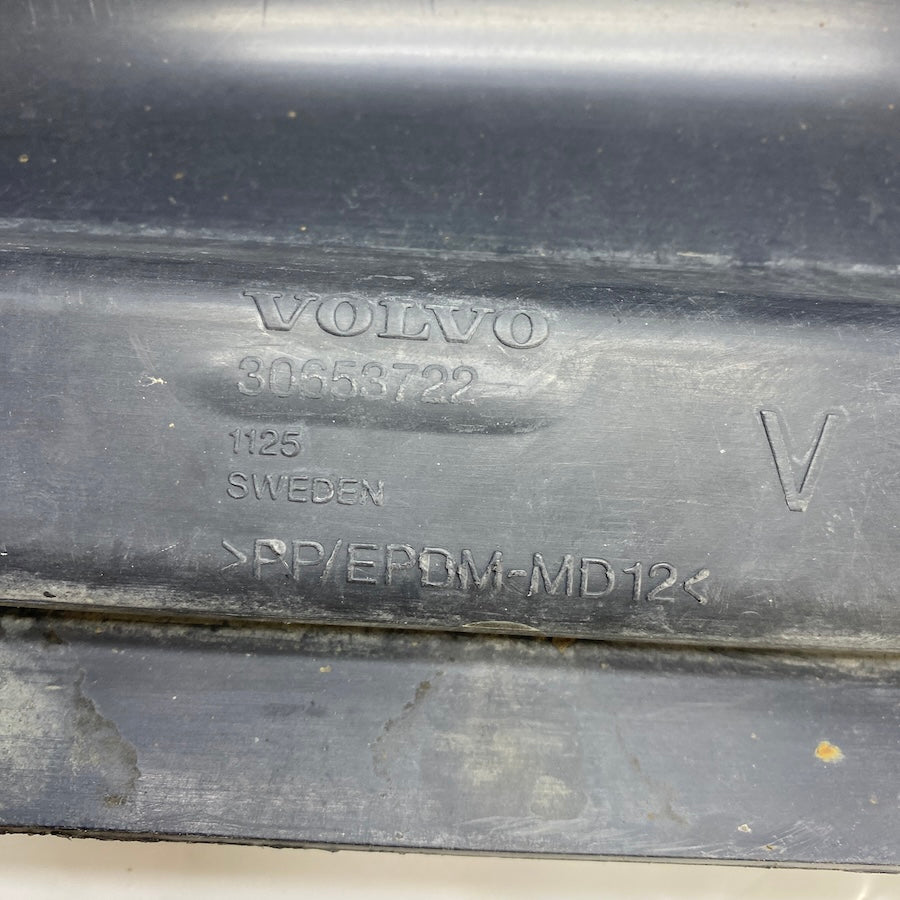 VOLVO
30653722
1125
SWEDEN
V
>PP/EPDM-MD12<